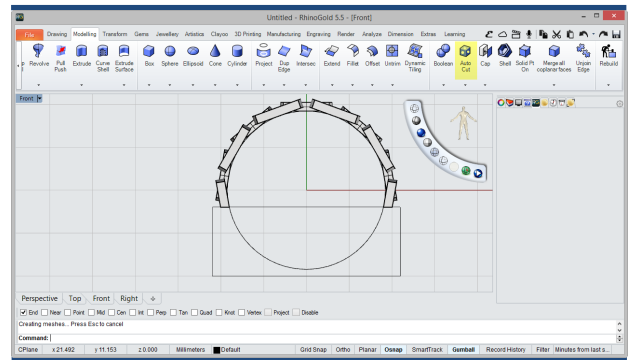 Untitled - RhinoGold 5.5 - [Front]
File Drawing Modelling Transform Gems Jewellery Artistics Clayoo 3D Printing Manufacturing Engraving Render Analyze Dimension Extras Learning
Revolve Pull Push Extrude Curve Shell Extrude Surface Box Sphere Ellipsoid Cone Cylinder Project Dup Edge Intersec Extend Fillet Offset Untrim Dynamic Tiling Boolean Auto Cut Cap Shell Solid Pt On Merge all coplanar faces Unjoin Edge Rebuild
Front
Perspective Top Front Right
End Near Point Mid Cen Int Perp Tan Quad Knot Vertex Project Disable
Creating meshes... Press Esc to cancel
Command:
CPlane x 21.492 y 11.153 z 0.000 Millimeters Default Grid Snap Ortho Planar Osnap SmartTrack Gumball Record History Filter Minutes from last s...